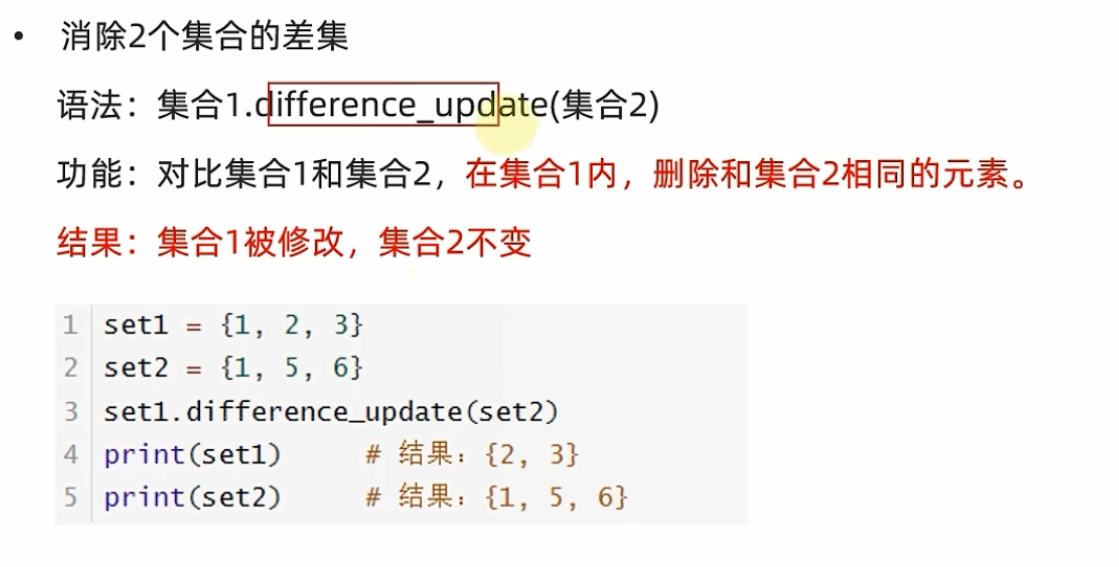 • 消除2个集合的差集
语法：集合1.difference_update(集合2)
功能：对比集合1和集合2，在集合1内，删除和集合2相同的元素。
结果：集合1被修改，集合2不变
1 set1 = {1, 2, 3}
2 set2 = {1, 5, 6}
3 set1.difference_update(set2)
4 print(set1) # 结果：{2, 3}
5 print(set2) # 结果：{1, 5, 6}